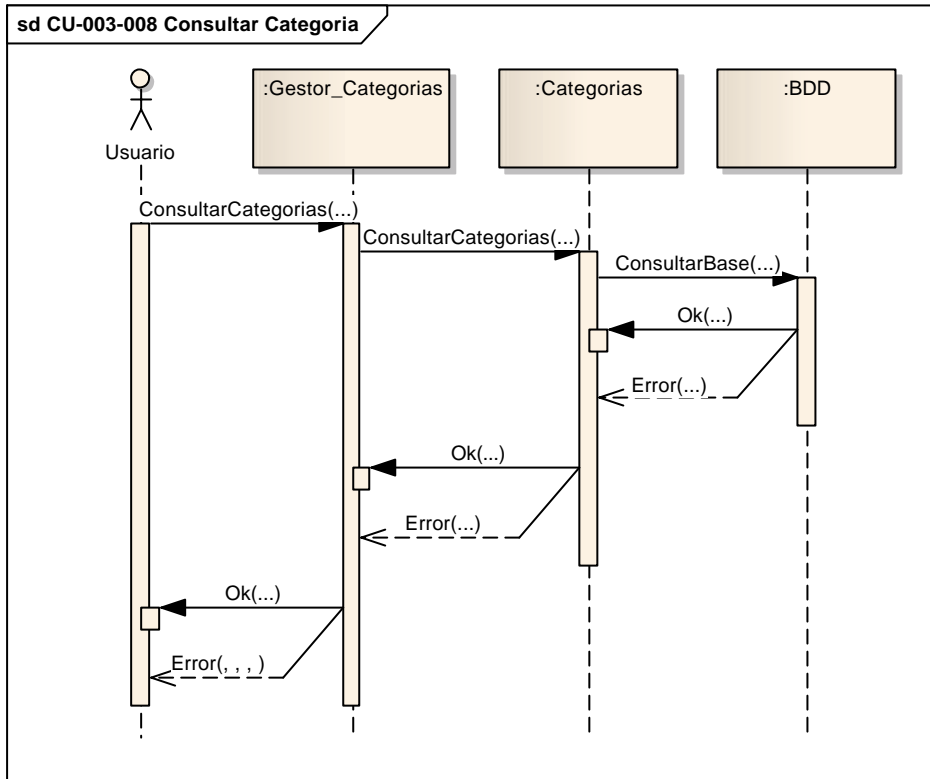 sd CU-003-008 Consultar Categoria
:Gestor_Categorias
:Categorias
:BDD
Usuario
ConsultarCategorias(...)
ConsultarCategorias(...)
ConsultarBase(...)
Ok(...)
Error(...)
Ok(...)
Error(...)
Ok(...)
Error(, , , )